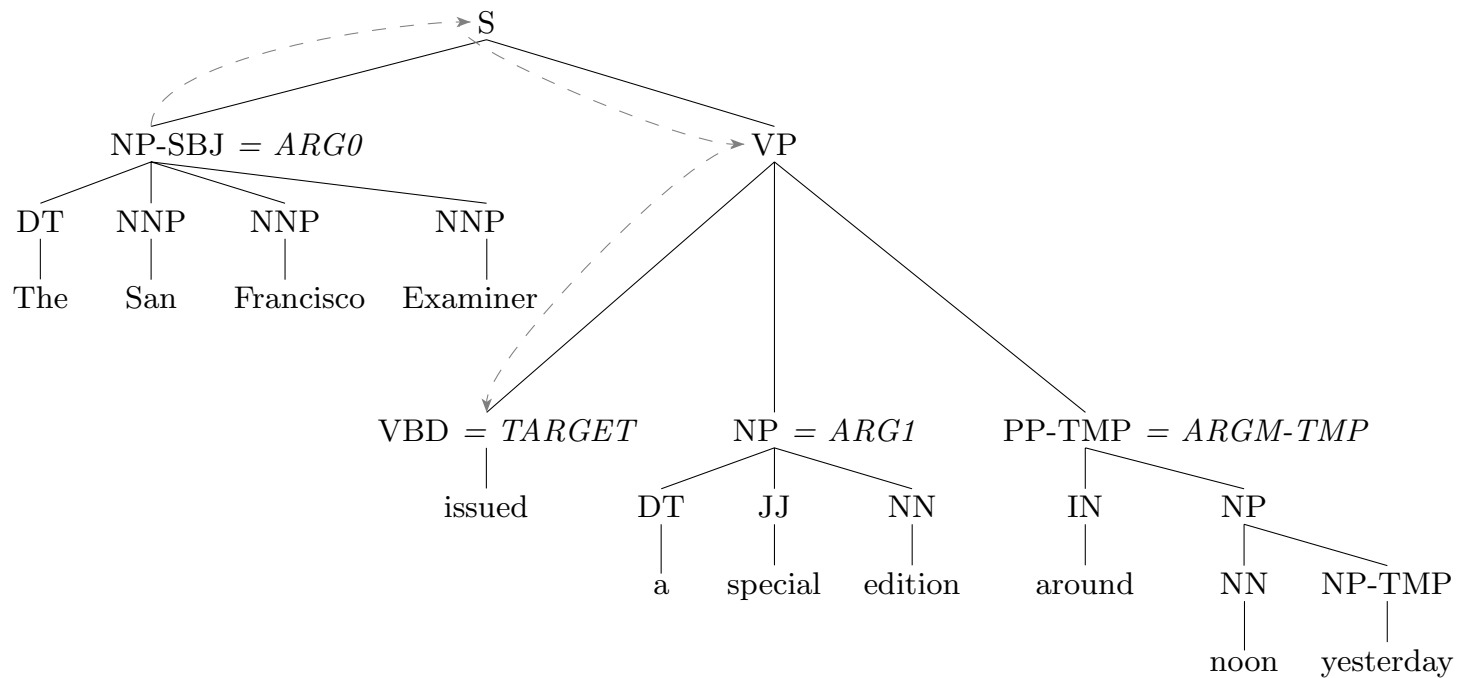 S
NP-SBJ = ARG0 VP
DT NNP NNP NNP
The San Francisco Examiner
VBD = TARGET NP = ARG1 PP-TMP = ARGM-TMP
issued DT JJ NN IN NP
a special edition around NN NP-TMP
noon yesterday